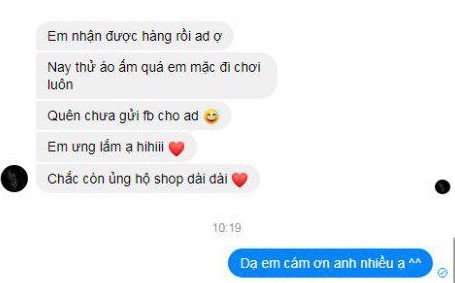 Em nhận được hàng rồi ad ợ
Nay thử áo ấm quá em mặc đi chơi
luôn
Quên chưa gửi fb cho ad 😅
Em ưng lắm ạ hihiii ❤️
Chắc còn ủng hộ shop dài dài ❤️
10:19
Dạ em cám ơn anh nhiều ạ ^^